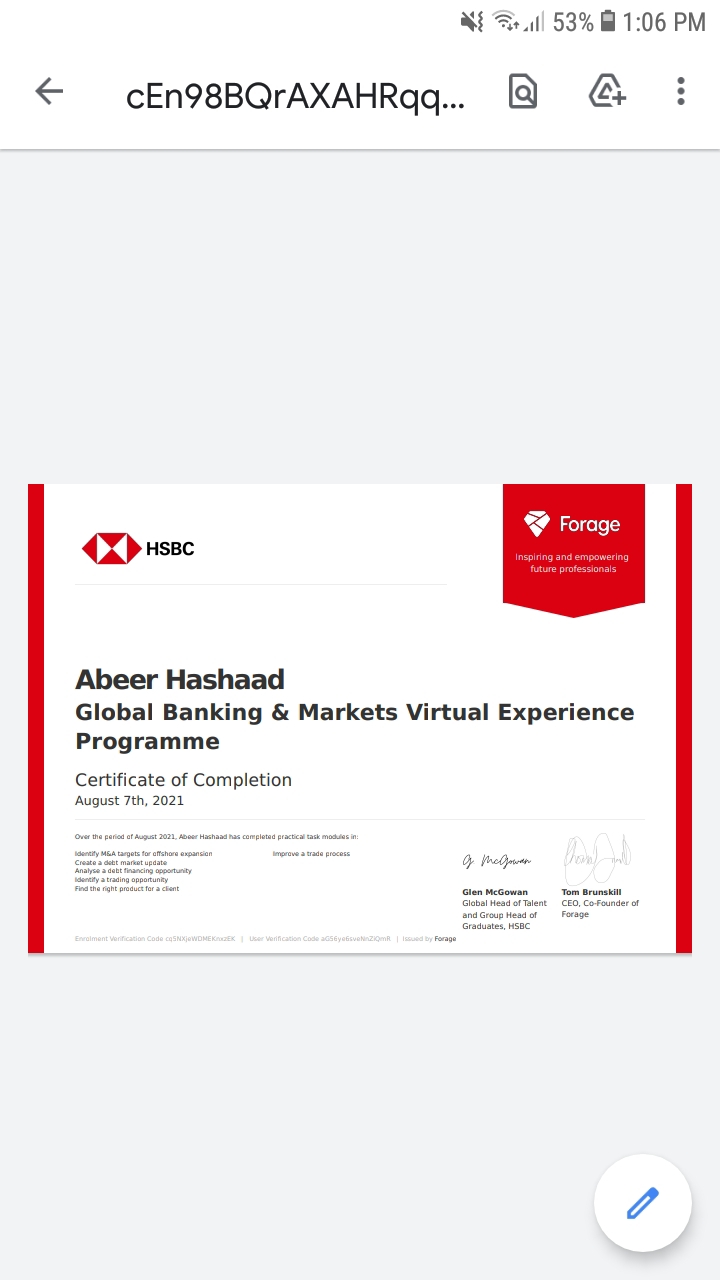 53% 1:06 PM
cEn98BQrAXAHRqq...
HSBC
Forage
Inspiring and empowering
future professionals
Abeer Hashaad
Global Banking & Markets Virtual Experience
Programme
Certificate of Completion
August 7th, 2021
Over the period of August 2021, Abeer Hashaad has completed practical task modules in:
Identify M&A targets for offshore expansion
Create a debt market update
Analyse a debt financing opportunity
Identify a trading opportunity
Find the right product for a client
Improve a trade process
G. McGowan
Glen McGowan
Global Head of Talent
and Group Head of
Graduates, HSBC
Tom Brunskill
CEO, Co-Founder of
Forage
Enrolment Verification Code | User Verification Code | Issued by Forage